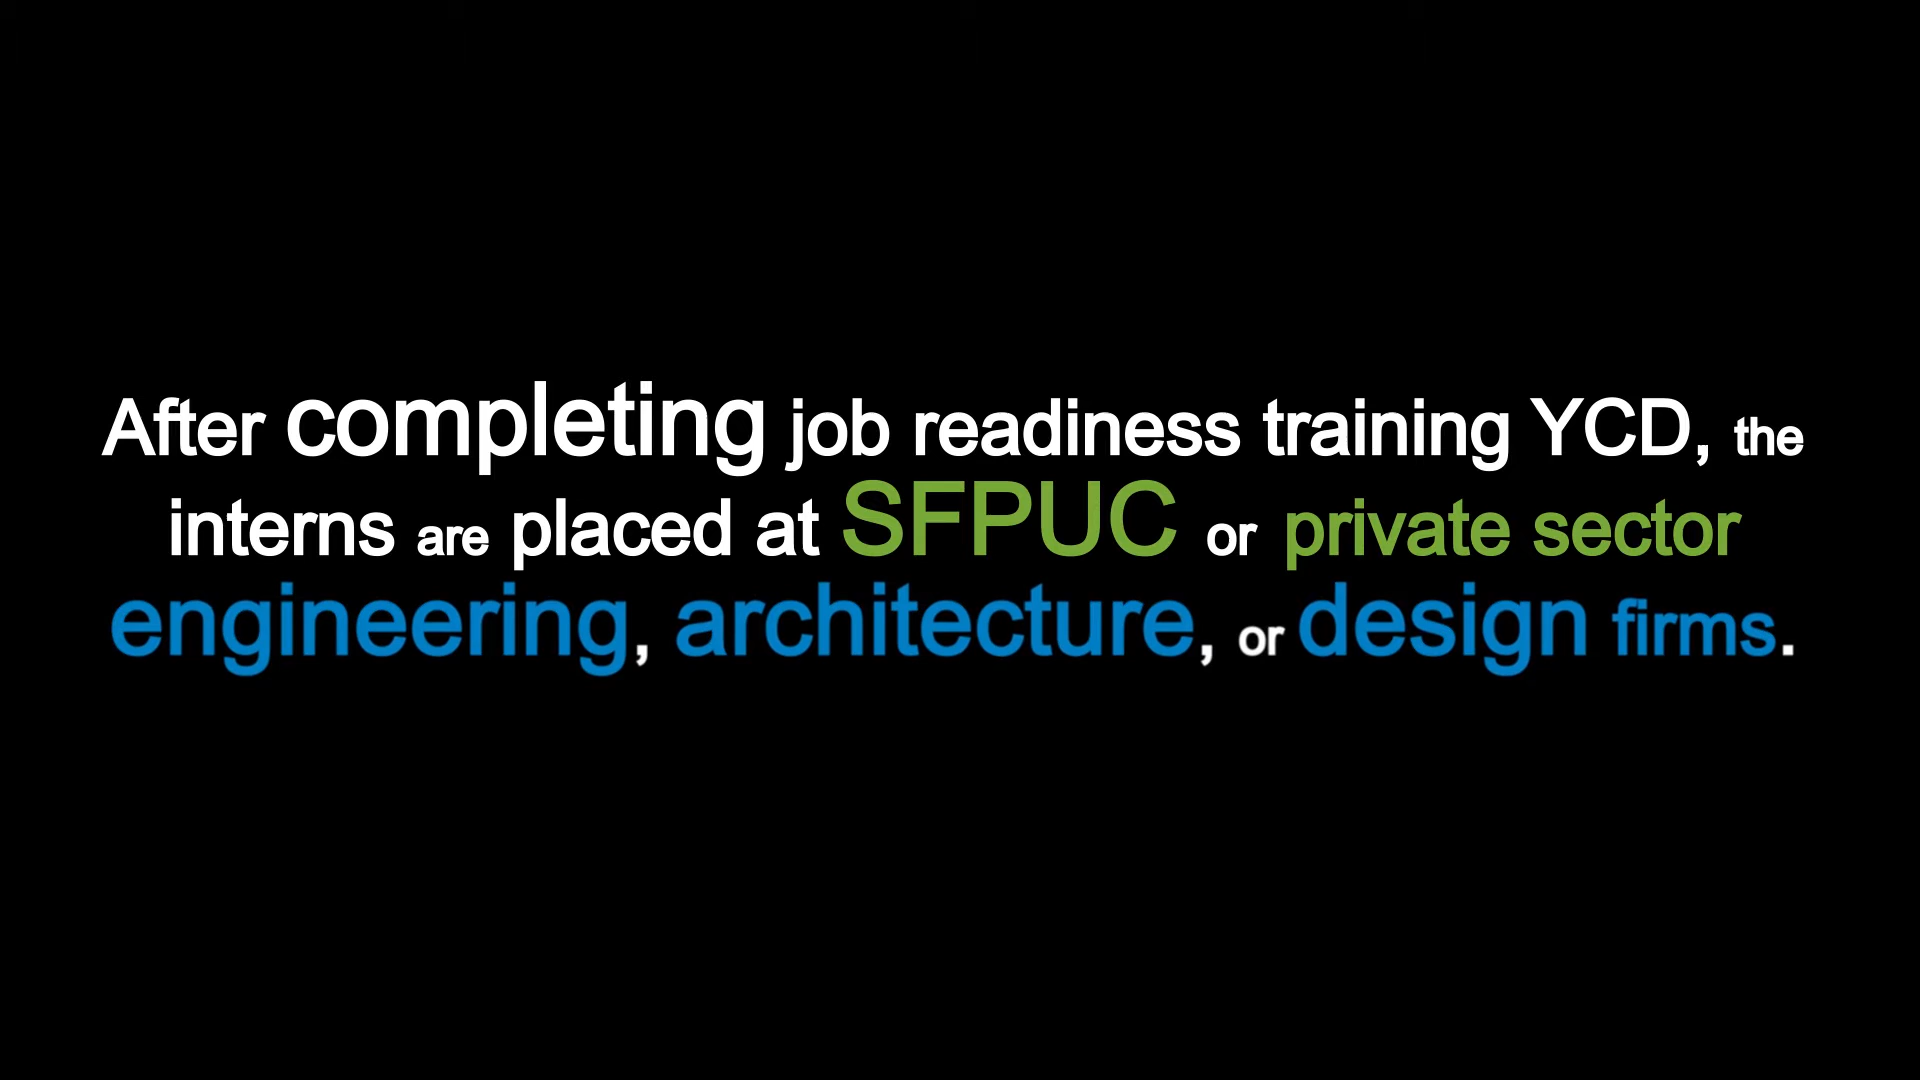 After completing job readiness training YCD, the
interns are placed at SFPUC or private sector
engineering, architecture, or design firms.